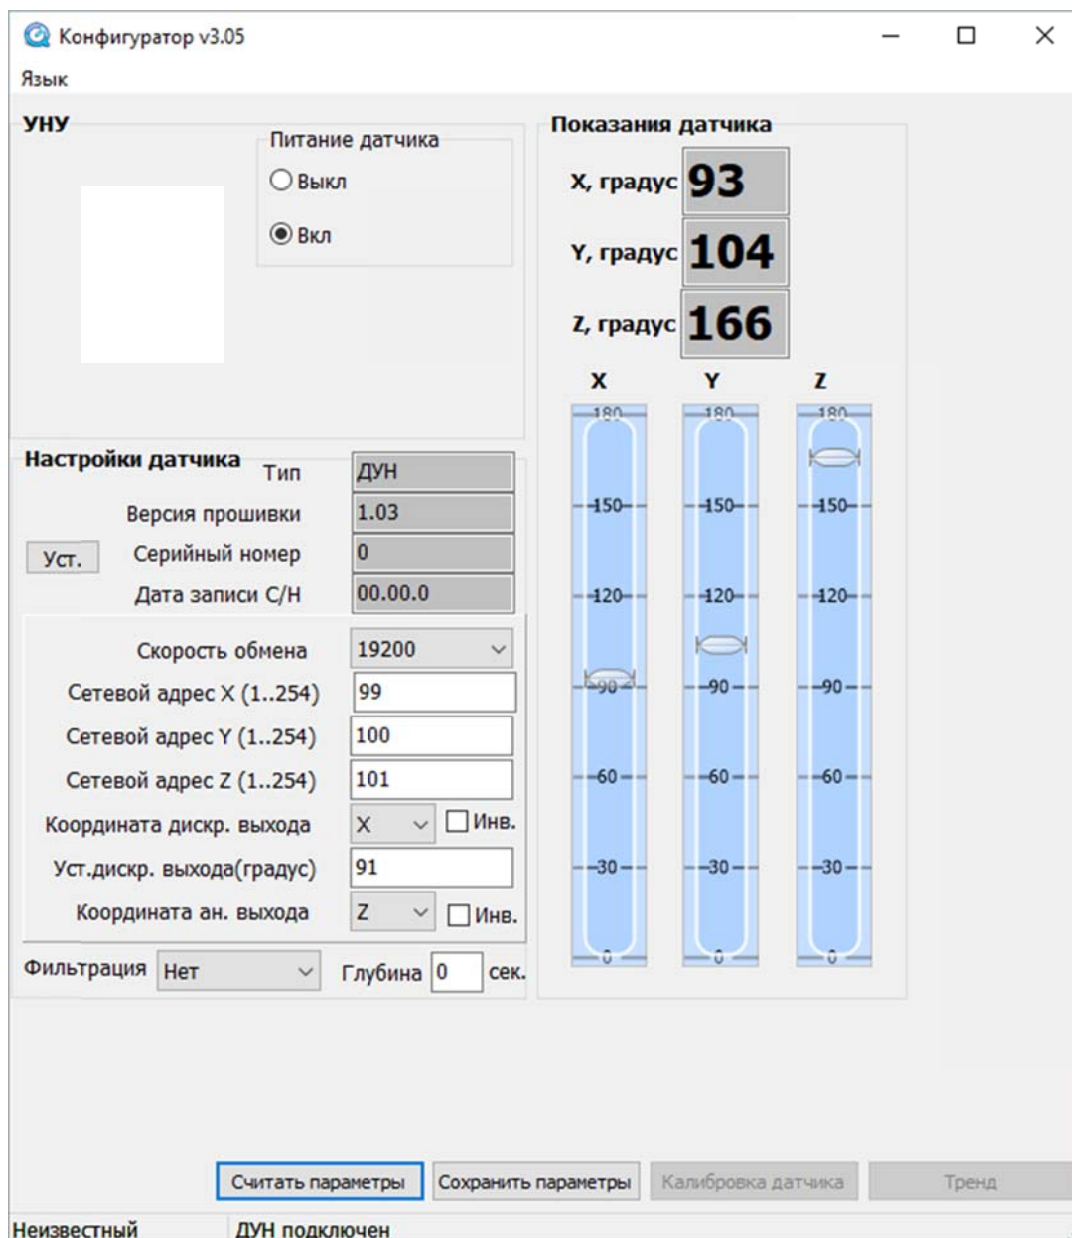 Конфигуратор v3.05
Язык
УНУ
Питание датчика
Выкл
Вкл
Показания датчика
X, градус 93
Y, градус 104
Z, градус 166
X Y Z
180 180 180
150 150 150
120 120 120
90 90 90
60 60 60
30 30 30
0 0 0
Настройки датчика
Тип ДУН
Версия прошивки 1.03
Уст. Серийный номер 0
Дата записи С/Н 00.00.0
Скорость обмена 19200
Сетевой адрес X (1..254) 99
Сетевой адрес Y (1..254) 100
Сетевой адрес Z (1..254) 101
Координата дискр. выхода X Инв.
Уст.дискр. выхода(градус) 91
Координата ан. выхода Z Инв.
Фильтрация Нет Глубина 0 сек.
Считать параметры Сохранить параметры Калибровка датчика Тренд
Неизвестный ДУН подключен